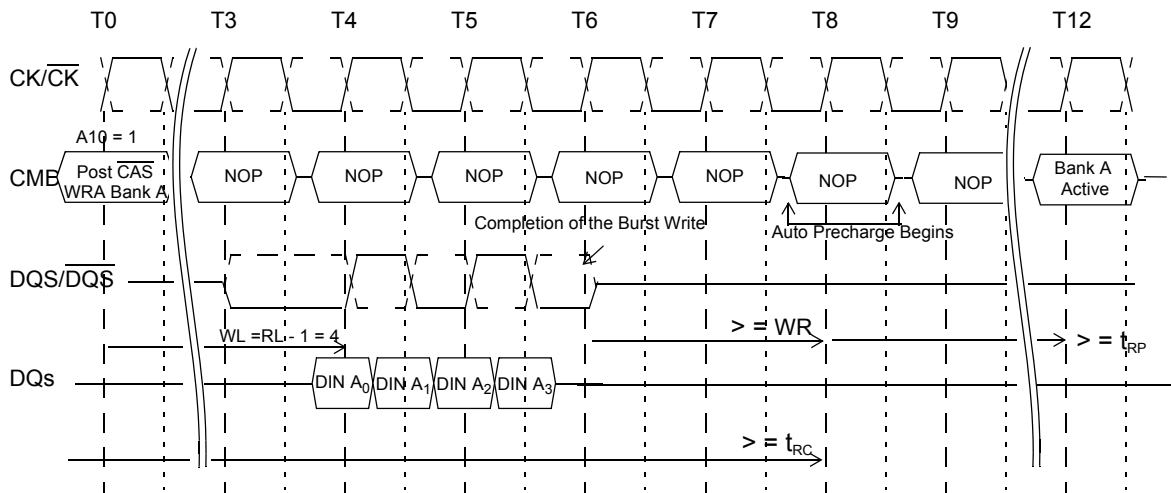 T0 T3 T4 T5 T6 T7 T8 T9 T12
CK/CK
A10 = 1
CMD Post CAS NOP NOP NOP NOP NOP NOP NOP Bank A
WRA Bank A Active
Completion of the Burst Write
Auto Precharge Begins
DQS/DQS
WL =RL - 1 = 4
> = WR
> = tRP
DQs DIN A0 DIN A1 DIN A2 DIN A3
> = tRC